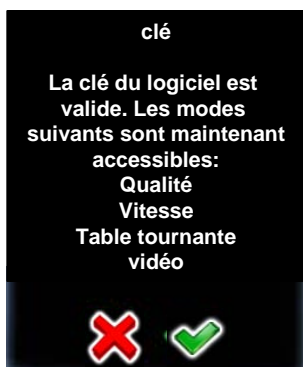 clé
La clé du logiciel est
valide. Les modes
suivants sont maintenant
accessibles:
Qualité
Vitesse
Table tournante
vidéo